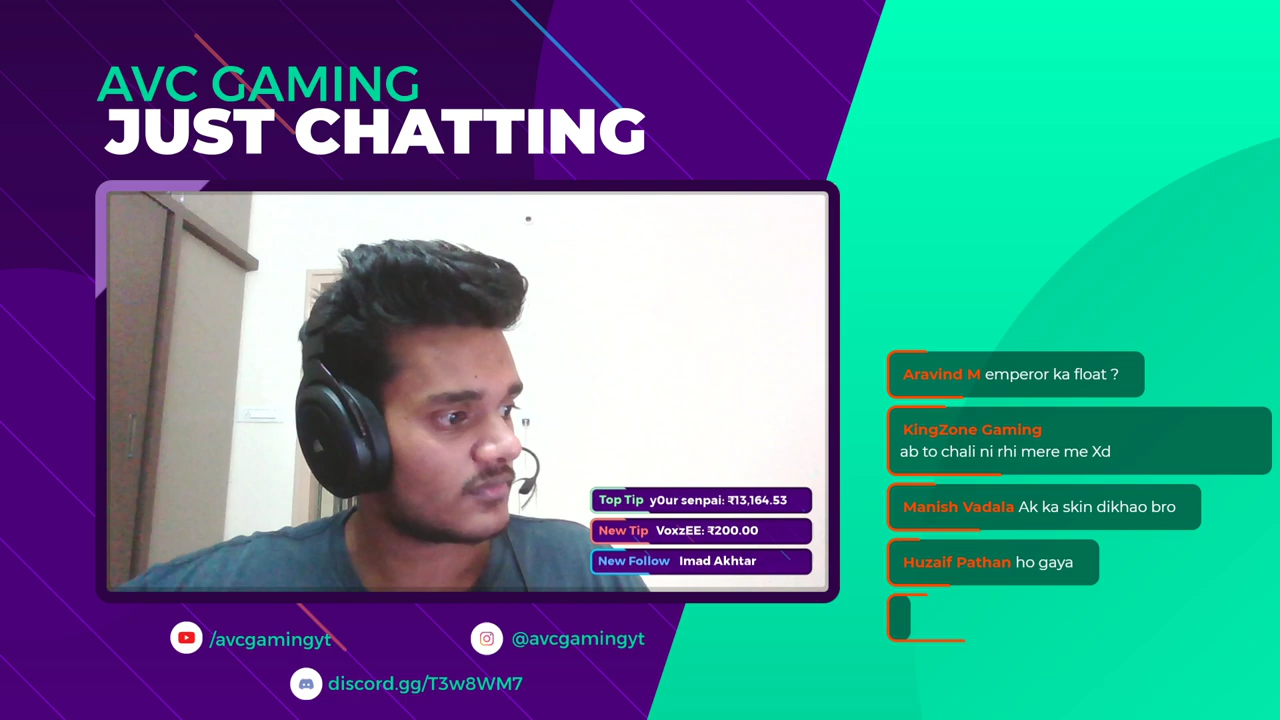 AVC GAMING
JUST CHATTING
Top Tip y0ur senpai: ₹13,164.53
New Tip VoxzEE: ₹200.00
New Follow Imad Akhtar
/avcgamingyt
@avcgamingyt
discord.gg/T3w8WM7
Aravind M emperor ka float ?
KingZone Gaming
ab to chali ni rhi mere me Xd
Manish Vadala Ak ka skin dikhao bro
Huzaif Pathan ho gaya